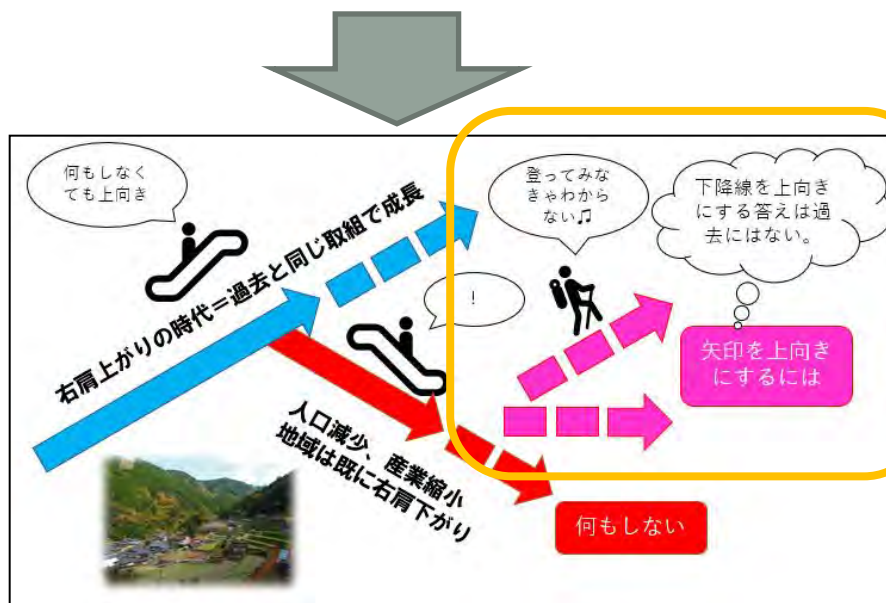 何もしなく
ても上向き
右肩上がりの時代＝過去と同じ取組で成長
登ってみな
きゃわから
ない♫
下降線を上向き
にする答えは過
去にはない。
！
矢印を上向き
にするには
人口減少、産業縮小
地域は既に右肩下がり
何もしない